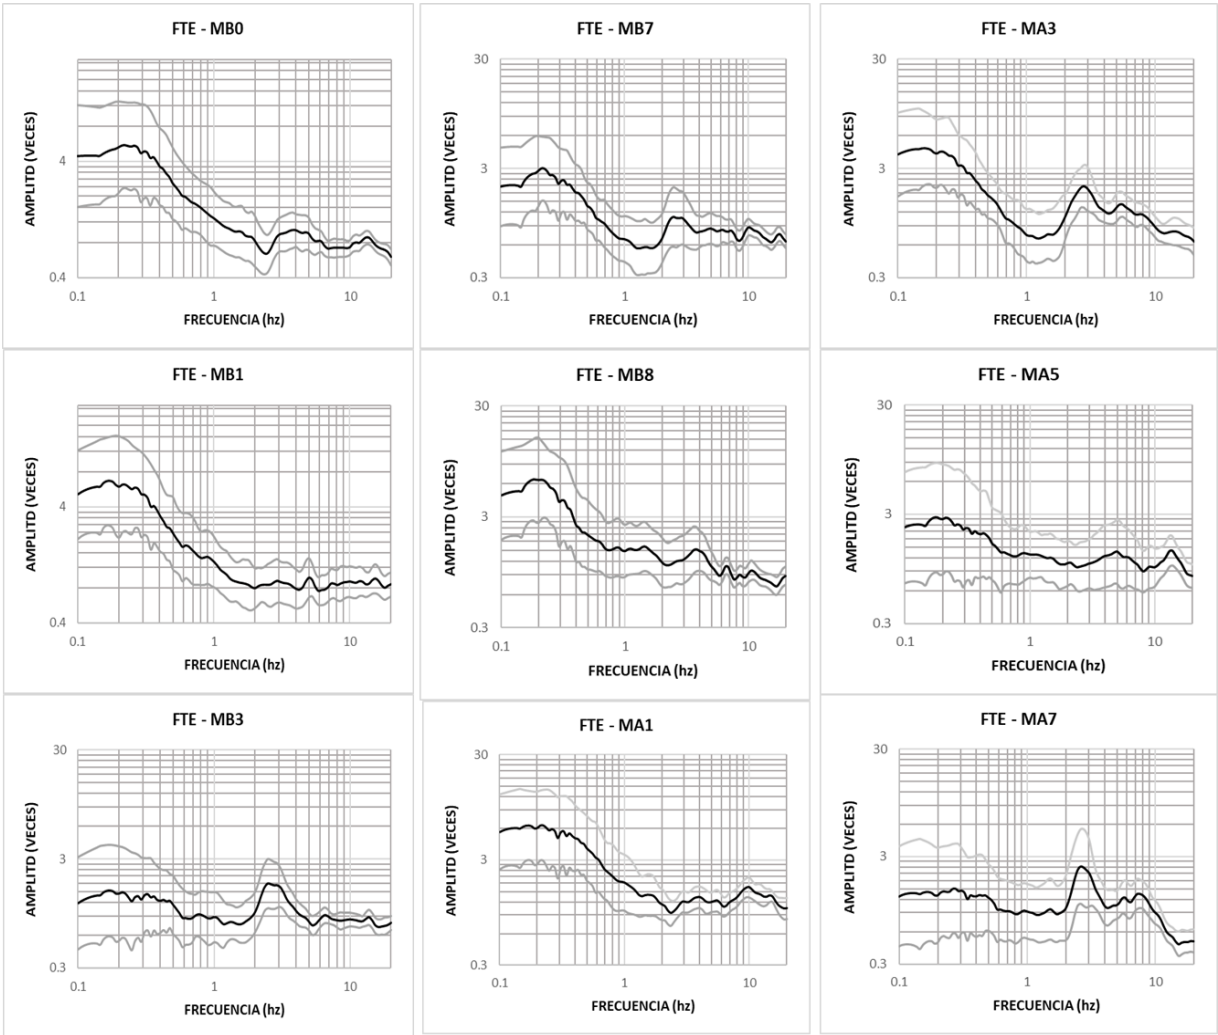 FTE - MB0
AMPLITD (VECES)
4
0.4
0.1 1 10
FRECUENCIA (hz)
FTE - MB7
AMPLITD (VECES)
30
3
0.3
0.1 1 10
FRECUENCIA (hz)
FTE - MA3
AMPLITD (VECES)
30
3
0.3
0.1 1 10
FRECUENCIA (hz)
FTE - MB1
AMPLITD (VECES)
4
0.4
0.1 1 10
FRECUENCIA (hz)
FTE - MB8
AMPLITD (VECES)
30
3
0.3
0.1 1 10
FRECUENCIA (hz)
FTE - MA5
AMPLITD (VECES)
30
3
0.3
0.1 1 10
FRECUENCIA (hz)
FTE - MB3
AMPLITD (VECES)
30
3
0.3
0.1 1 10
FRECUENCIA (hz)
FTE - MA1
AMPLITD (VECES)
30
3
0.3
0.1 1 10
FRECUENCIA (hz)
FTE - MA7
AMPLITD (VECES)
30
3
0.3
0.1 1 10
FRECUENCIA (hz)